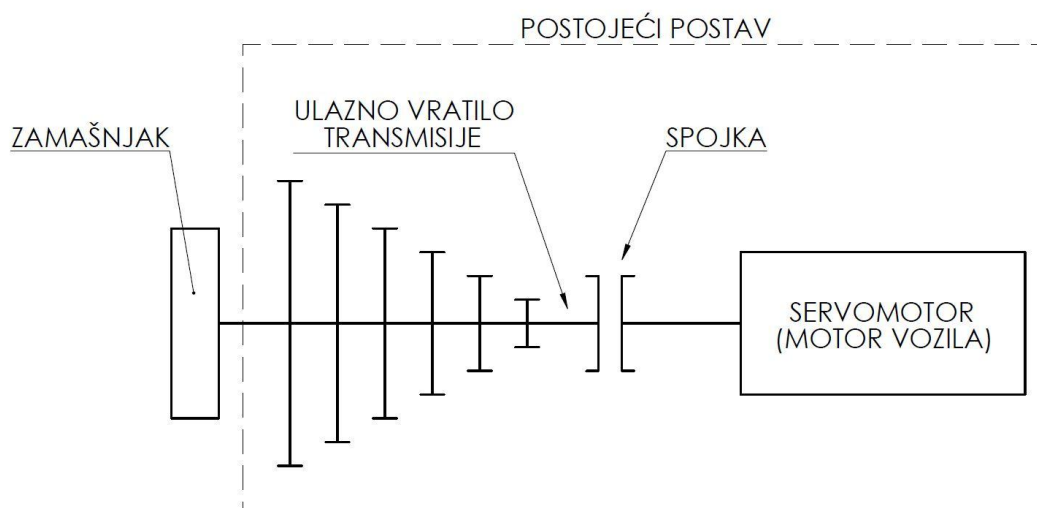 POSTOJEĆI POSTAV
ZAMAŠNJAK
ULAZNO VRATILO
TRANSMISIJE
SPOJKA
SERVOMOTOR
(MOTOR VOZILA)